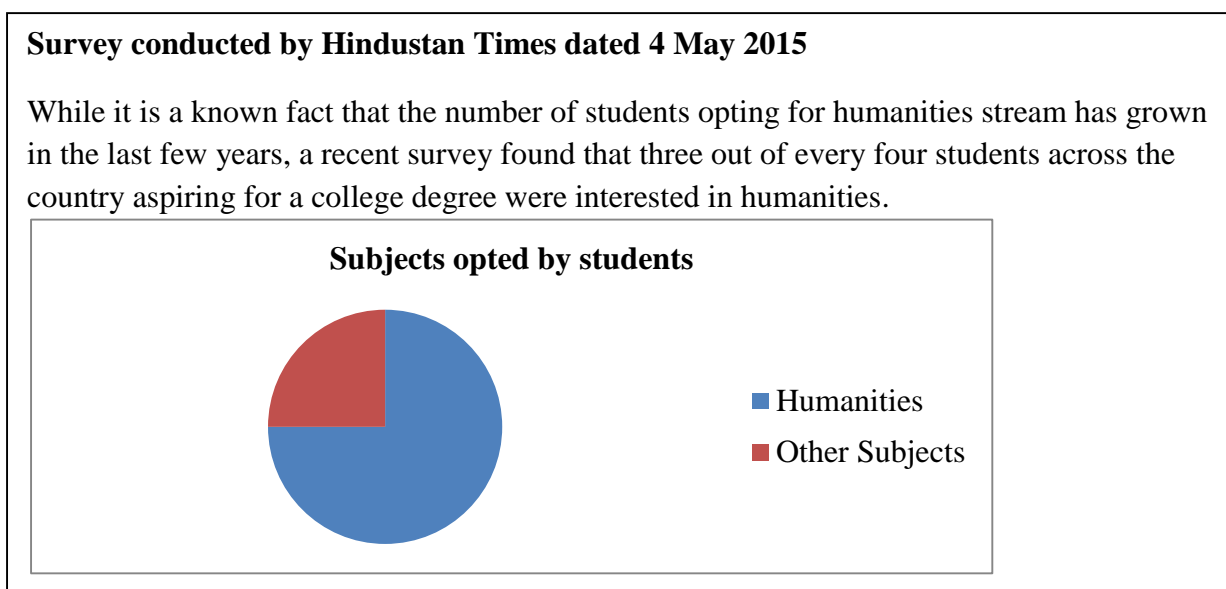 Survey conducted by Hindustan Times dated 4 May 2015
While it is a known fact that the number of students opting for humanities stream has grown
in the last few years, a recent survey found that three out of every four students across the
country aspiring for a college degree were interested in humanities.
Subjects opted by students
Humanities
Other Subjects